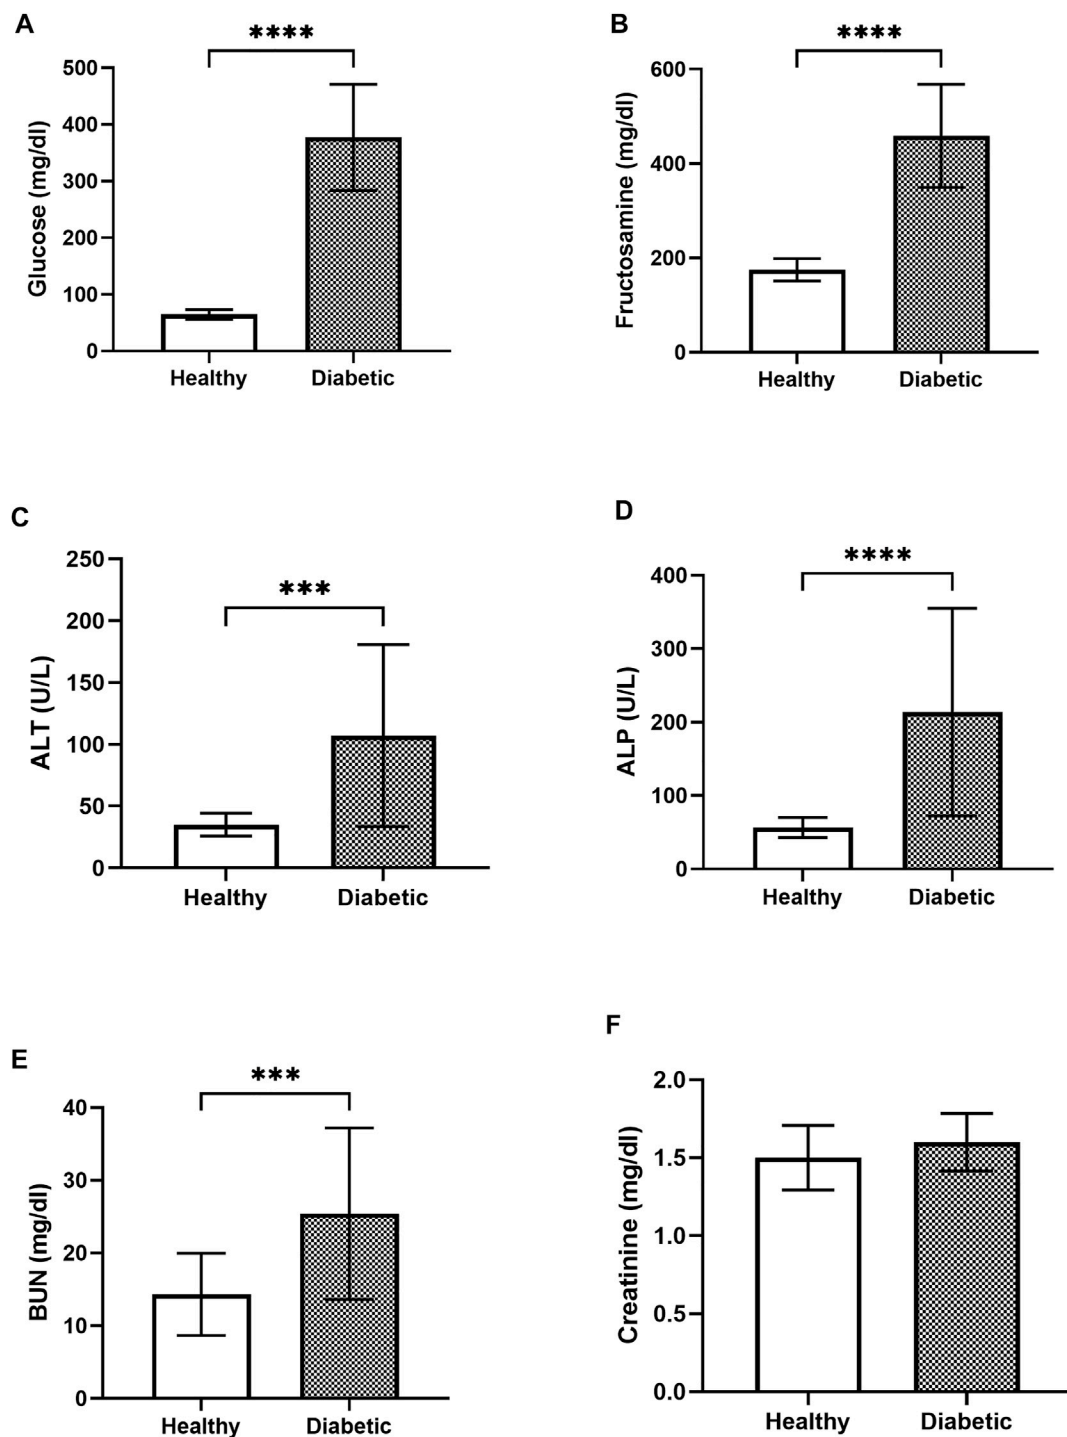 A
****
500
400
300
200
100
0
Glucose (mg/dl)
Healthy Diabetic
B
****
600
400
200
0
Fructosamine (mg/dl)
Healthy Diabetic
C
***
250
200
150
100
50
0
ALT (U/L)
Healthy Diabetic
D
****
400
300
200
100
0
ALP (U/L)
Healthy Diabetic
E
***
40
30
20
10
0
BUN (mg/dl)
Healthy Diabetic
F
2.0
1.5
1.0
0.5
0.0
Creatinine (mg/dl)
Healthy Diabetic